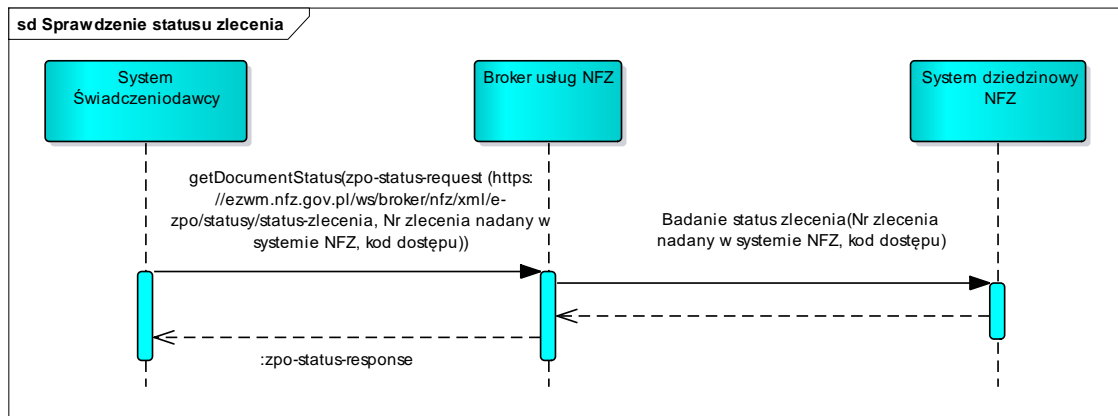 sd Sprawdzenie statusu zlecenia
System
Świadczeniodawcy
Broker usług NFZ
System dziedzinowy
NFZ
getDocumentStatus(zpo-status-request (https:
//ezwm.nfz.gov.pl/ws/broker/nfz/xml/e-
zpo/statusy/status-zlecenia, Nr zlecenia nadany w
systemie NFZ, kod dostępu))
Badanie status zlecenia(Nr zlecenia
nadany w systemie NFZ, kod dostępu)
:zpo-status-response